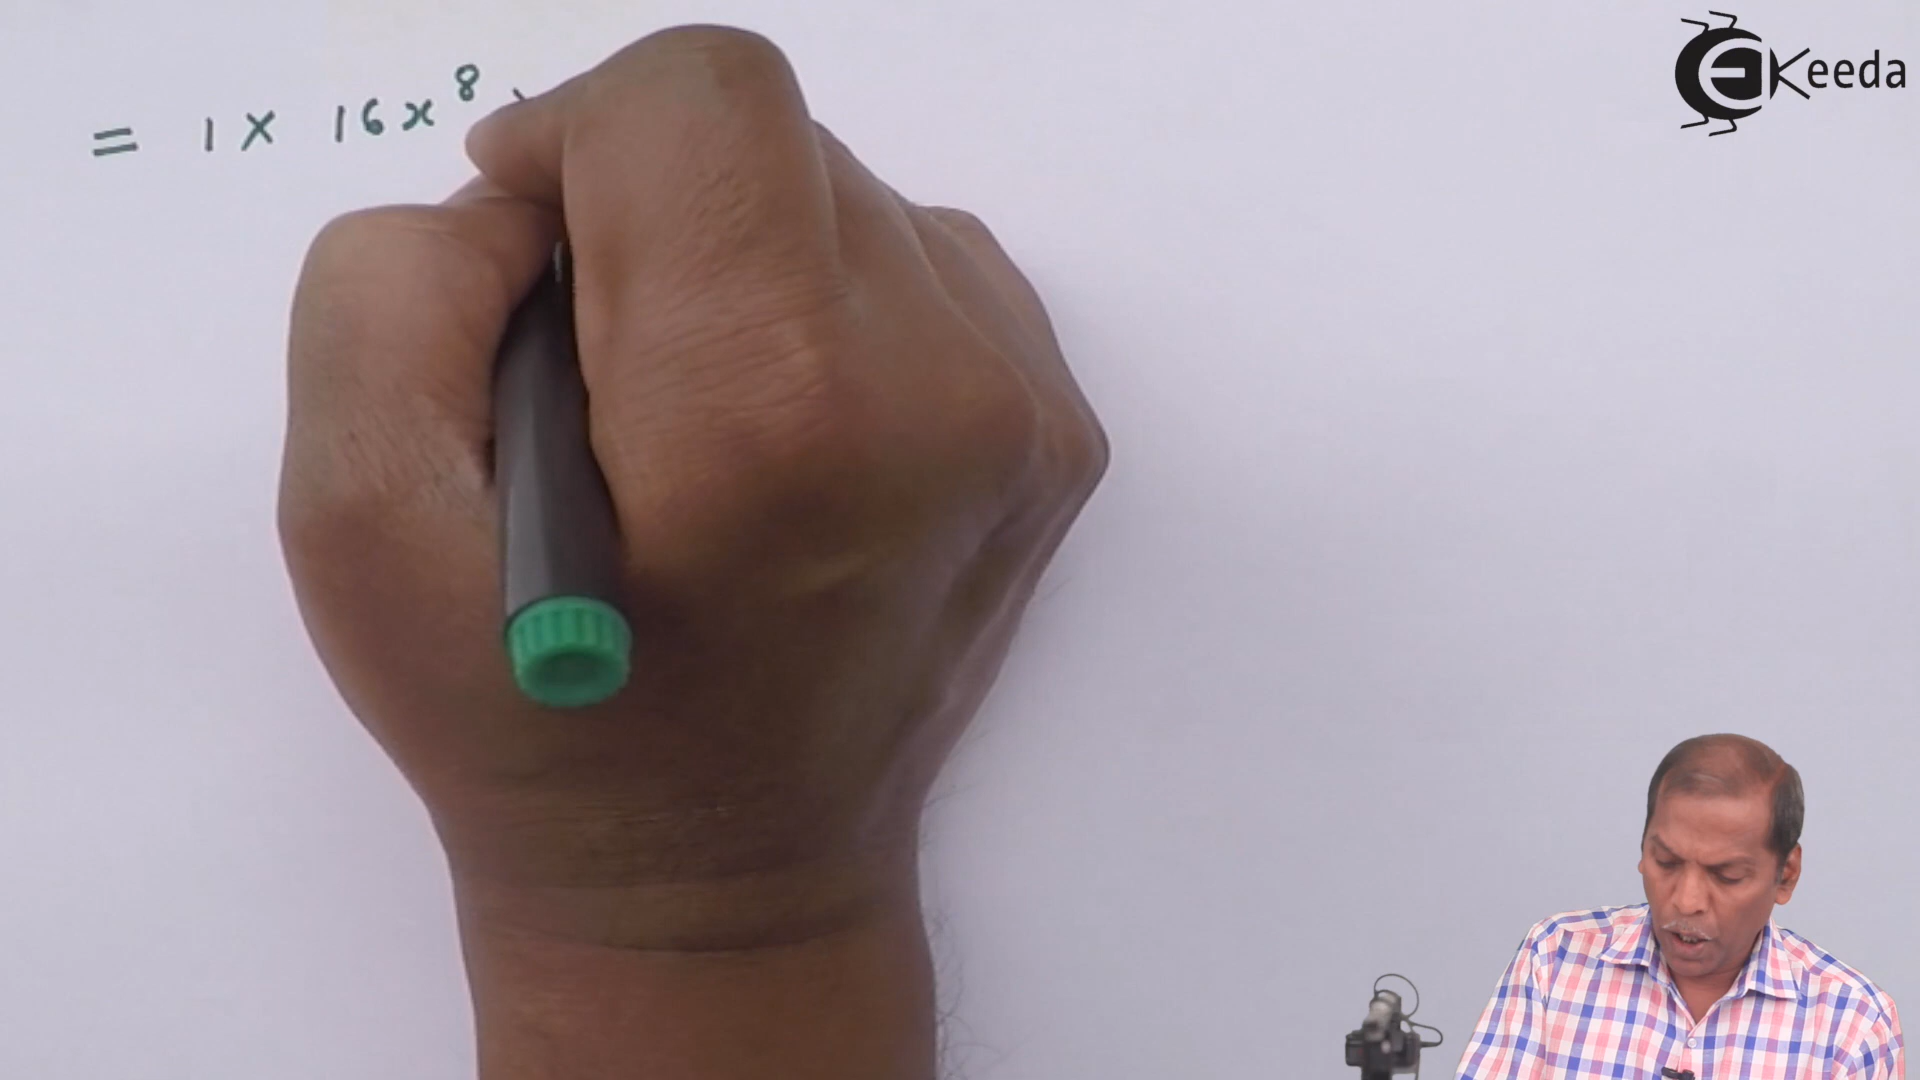 = 1 × 16x⁸
Keeda